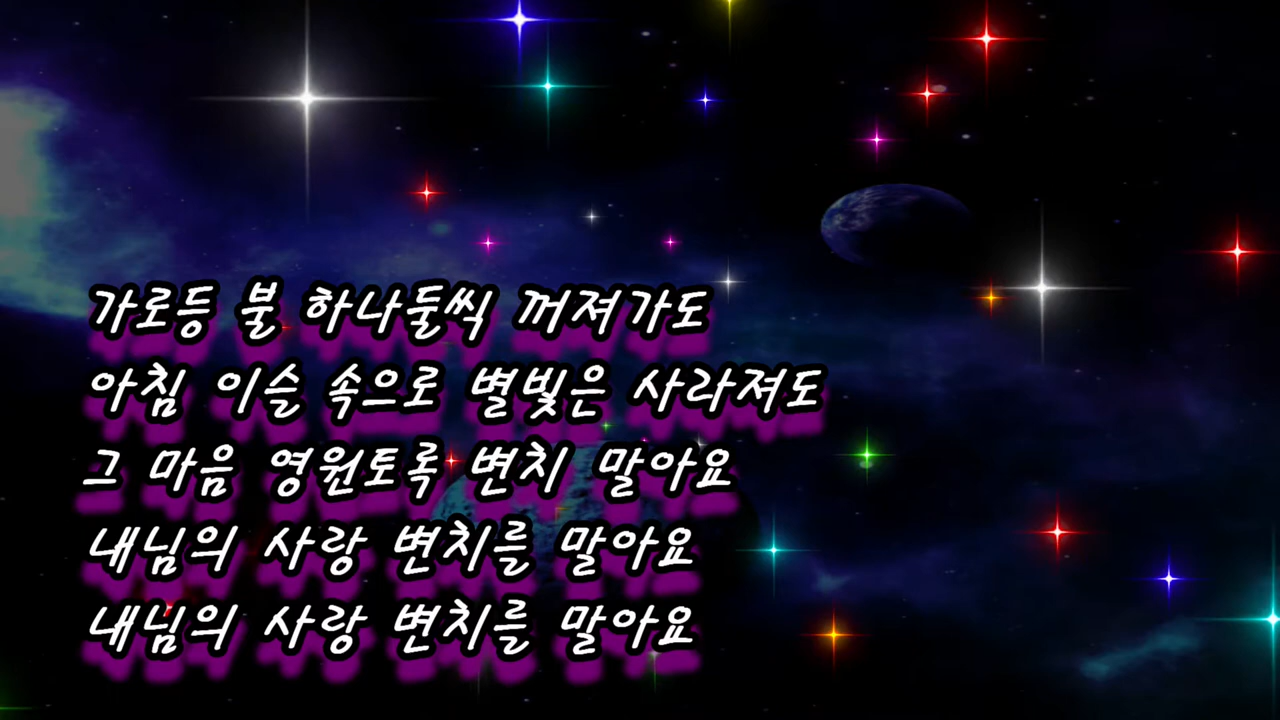 가로등 불 하나둘씩 꺼져가도
아침 이슬 속으로 별빛은 사라져도
그 마음 영원토록 변치 말아요
내님의 사랑 변치를 말아요
내님의 사랑 변치를 말아요